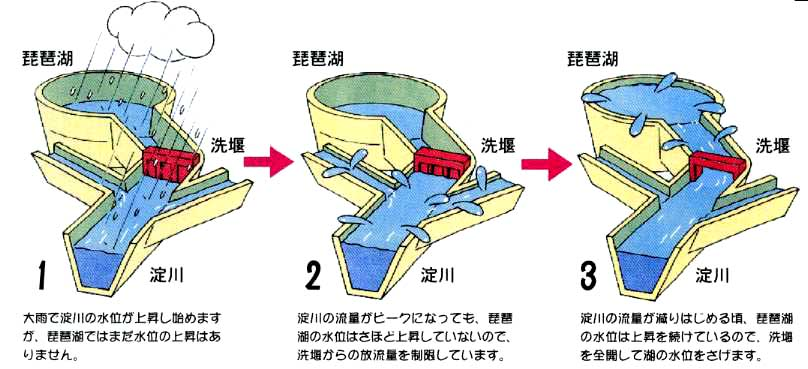 琵琶湖
洗堰
淀川
1
大雨で淀川の水位が上昇し始めます
が、琵琶湖ではまだ水位の上昇はあ
りません。
琵琶湖
洗堰
淀川
2
淀川の流量がピークになっても、琵琶
湖の水位はさほど上昇していないので、
洗堰からの放流量を制限しています。
琵琶湖
洗堰
淀川
3
淀川の流量が減りはじめる頃、琵琶湖
の水位は上昇を続けているので、洗堰
を全開して湖の水位をさげます。